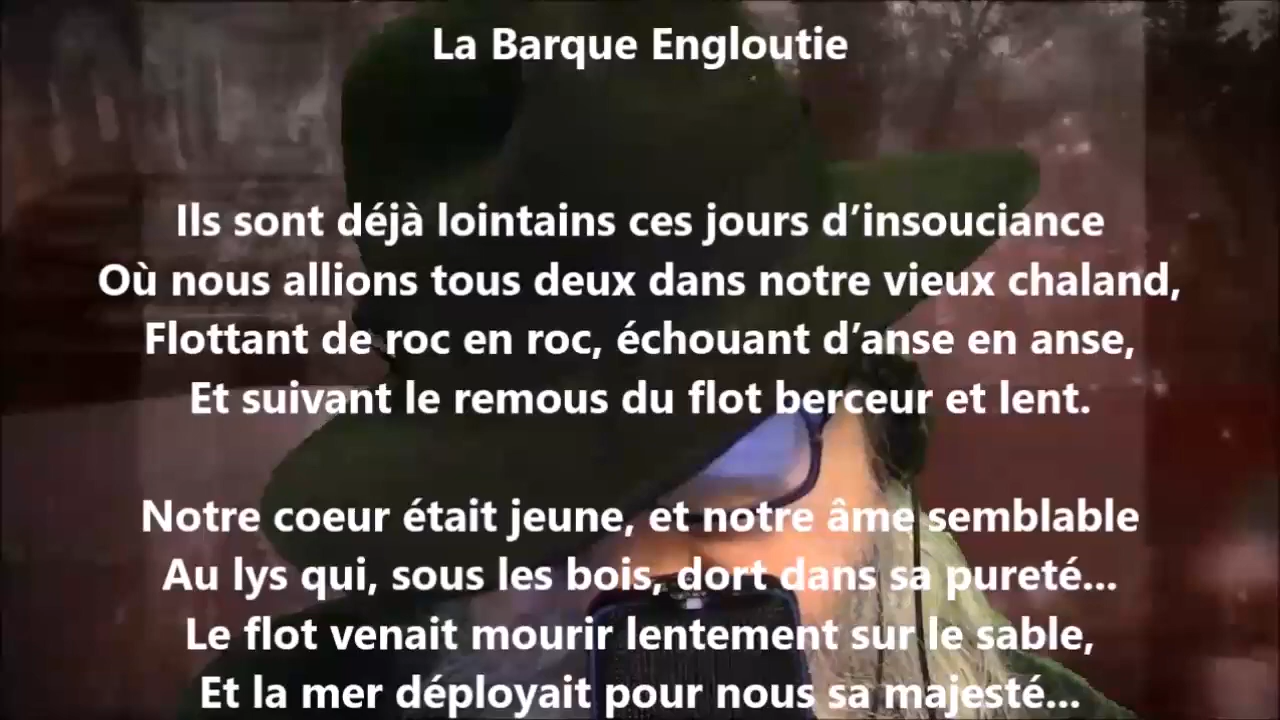 La Barque Engloutie
Ils sont déjà lointains ces jours d’insouciance
Où nous allions tous deux dans notre vieux chaland,
Flottant de roc en roc, échouant d’anse en anse,
Et suivant le remous du flot berceur et lent.
Notre coeur était jeune, et notre âme semblable
Au lys qui, sous les bois, dort dans sa pureté...
Le flot venait mourir lentement sur le sable,
Et la mer déployait pour nous sa majesté...